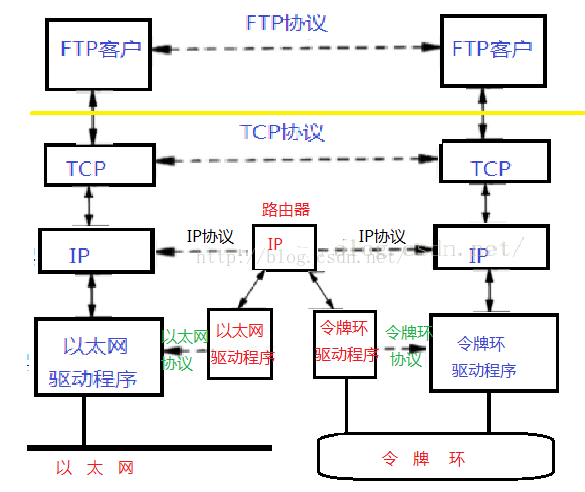 FTP协议
FTP客户
FTP客户
TCP协议
TCP
TCP
路由器
IP协议
IP协议
IP
IP
IP
http://blog.csdn.net/
以太网
驱动程序
以太网
协议
以太网
驱动程序
令牌环
驱动程序
令牌环
协议
令牌环
驱动程序
以 太 网
令 牌 环